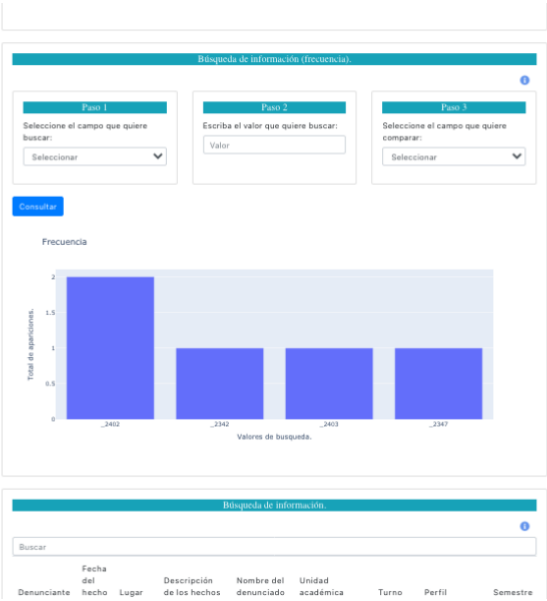 Búsqueda de información (frecuencia).
Paso 1
Seleccione el campo que quiere
buscar:
Seleccionar
Paso 2
Escriba el valor que quiere buscar:
Valor
Paso 3
Seleccione el campo que quiere
comparar:
Seleccionar
Consultar
Frecuencia
Total de apariciones.
2
1.5
1
0.5
0
_2402
_2342
_2403
_2347
Valores de busqueda.
Búsqueda de información.
Buscar
Denunciante
Fecha
del
hecho
Lugar
Descripción
de los hechos
Nombre del
denunciado
Unidad
académica
Turno
Perfil
Semestre